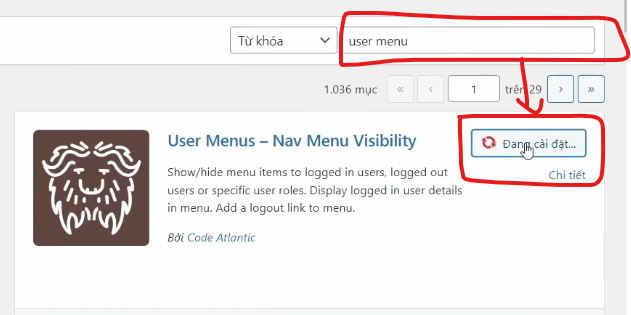 Từ khóa user menu
1.036 mục « ‹ 1 trên 29 › »
User Menus – Nav Menu Visibility
Đang cài đặt...
Show/hide menu items to logged in users, logged out
users or specific user roles. Display logged in user details
in menu. Add a logout link to menu.
Chi tiết
Bởi Code Atlantic